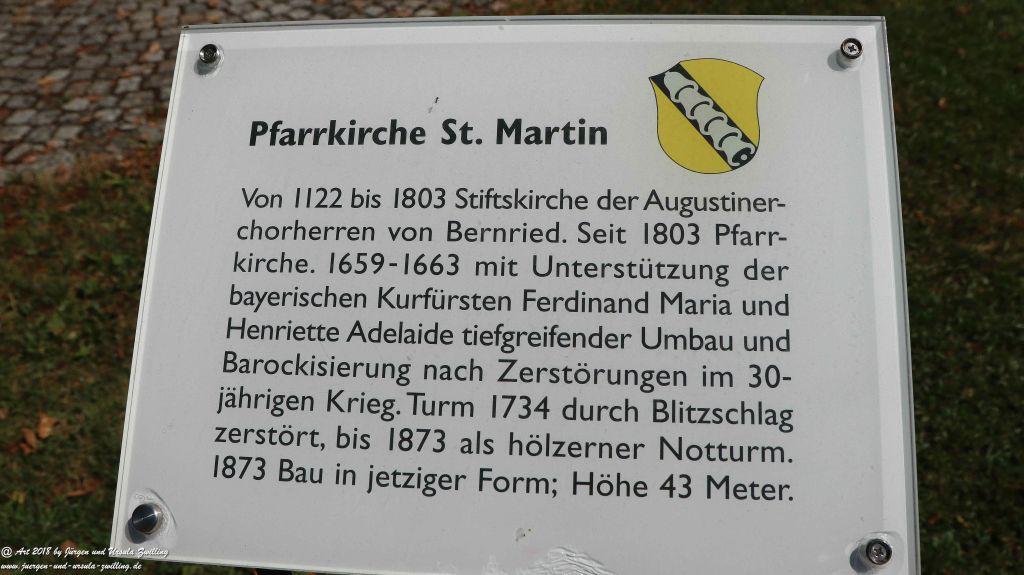 Pfarrkirche St. Martin
Von 1122 bis 1803 Stiftskirche der Augustiner-
chorherren von Bernried. Seit 1803 Pfarr-
kirche. 1659-1663 mit Unterstützung der
bayerischen Kurfürsten Ferdinand Maria und
Henriette Adelaide tiefgreifender Umbau und
Barockisierung nach Zerstörungen im 30-
jährigen Krieg. Turm 1734 durch Blitzschlag
zerstört, bis 1873 als hölzerner Notturm.
1873 Bau in jetziger Form; Höhe 43 Meter.
@ Art 2018 by Jürgen und Ursula Zwilling
www.juergen-und-ursula-zwilling.de